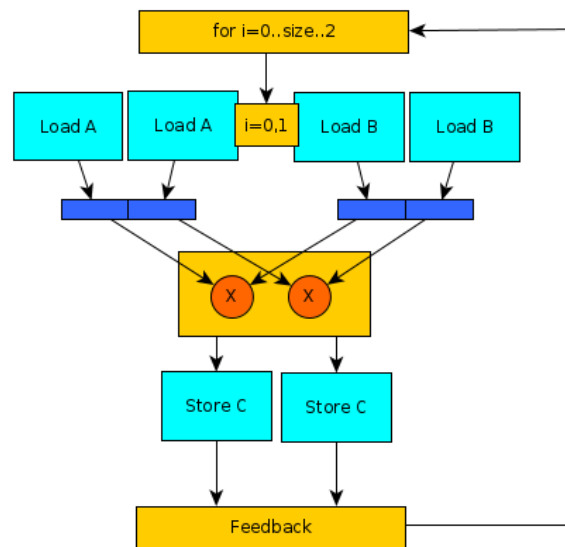 for i=0..size..2
Load A
Load A
i=0,1
Load B
Load B
X
X
Store C
Store C
Feedback